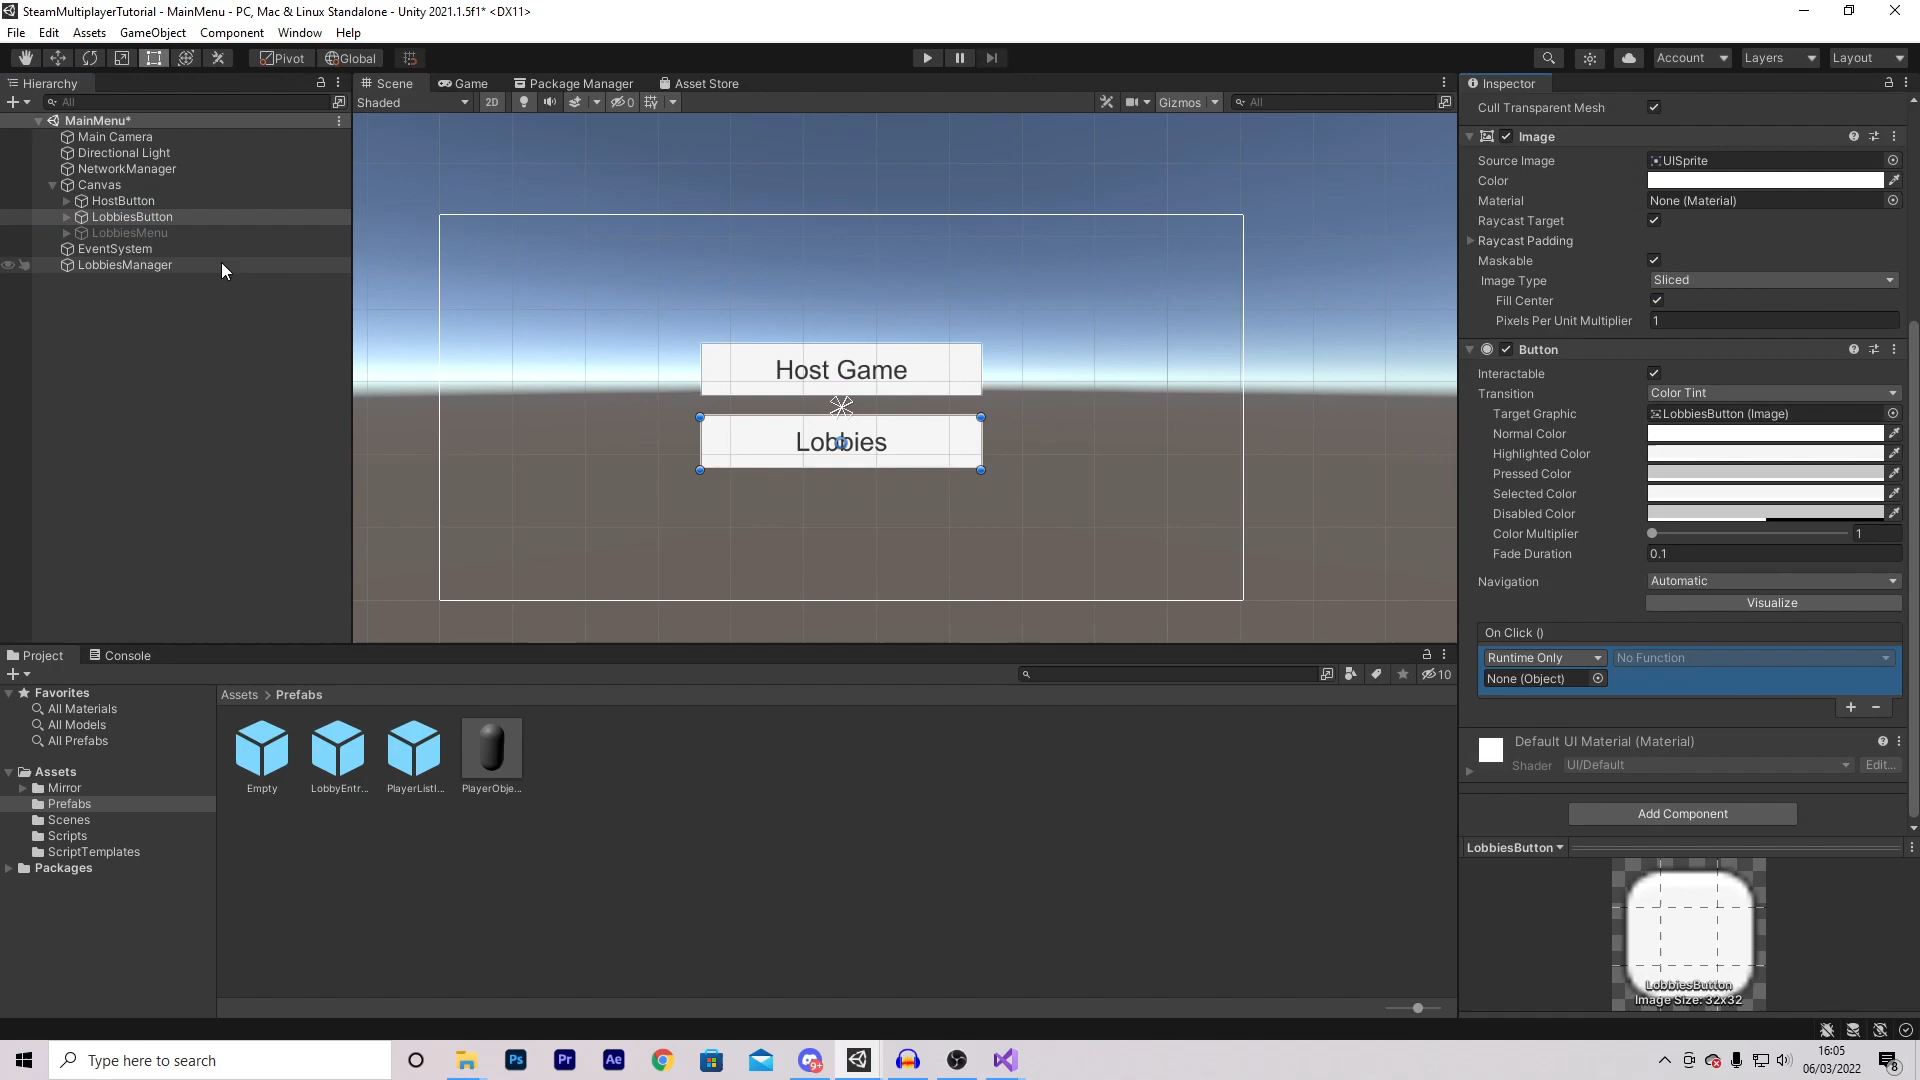 SteamMultiplayerTutorial - MainMenu - PC, Mac & Linux Standalone - Unity 2021.1.5f1* <DX11>
File Edit Assets GameObject Component Window Help
Pivot Global Account Layers Layout
Hierarchy
All
MainMenu*
Main Camera
Directional Light
NetworkManager
Canvas
HostButton
LobbiesButton
LobbiesMenu
EventSystem
LobbiesManager
Scene Game Package Manager Asset Store
Shaded 2D 0 Gizmos All
Host Game
Lobbies
Inspector
Cull Transparent Mesh
Image
Source Image UISprite
Color
Material None (Material)
Raycast Target
Raycast Padding
Maskable
Image Type Sliced
Fill Center
Pixels Per Unit Multiplier 1
Button
Interactable
Transition Color Tint
Target Graphic LobbiesButton (Image)
Normal Color
Highlighted Color
Pressed Color
Selected Color
Disabled Color
Color Multiplier 1
Fade Duration 0.1
Navigation Automatic
Visualize
On Click ()
Runtime Only No Function
None (Object)
Default UI Material (Material)
Shader UI/Default Edit...
Add Component
LobbiesButton
LobbiesButton
Image Size: 32x32
Project Console
10
Favorites
All Materials
All Models
All Prefabs
Assets
Mirror
Prefabs
Scenes
Scripts
ScriptTemplates
Packages
Assets > Prefabs
Empty LobbyEntr... PlayerListI... PlayerObje...
Type here to search
Ps Pr Ae 9+
16:05
06/03/2022
8